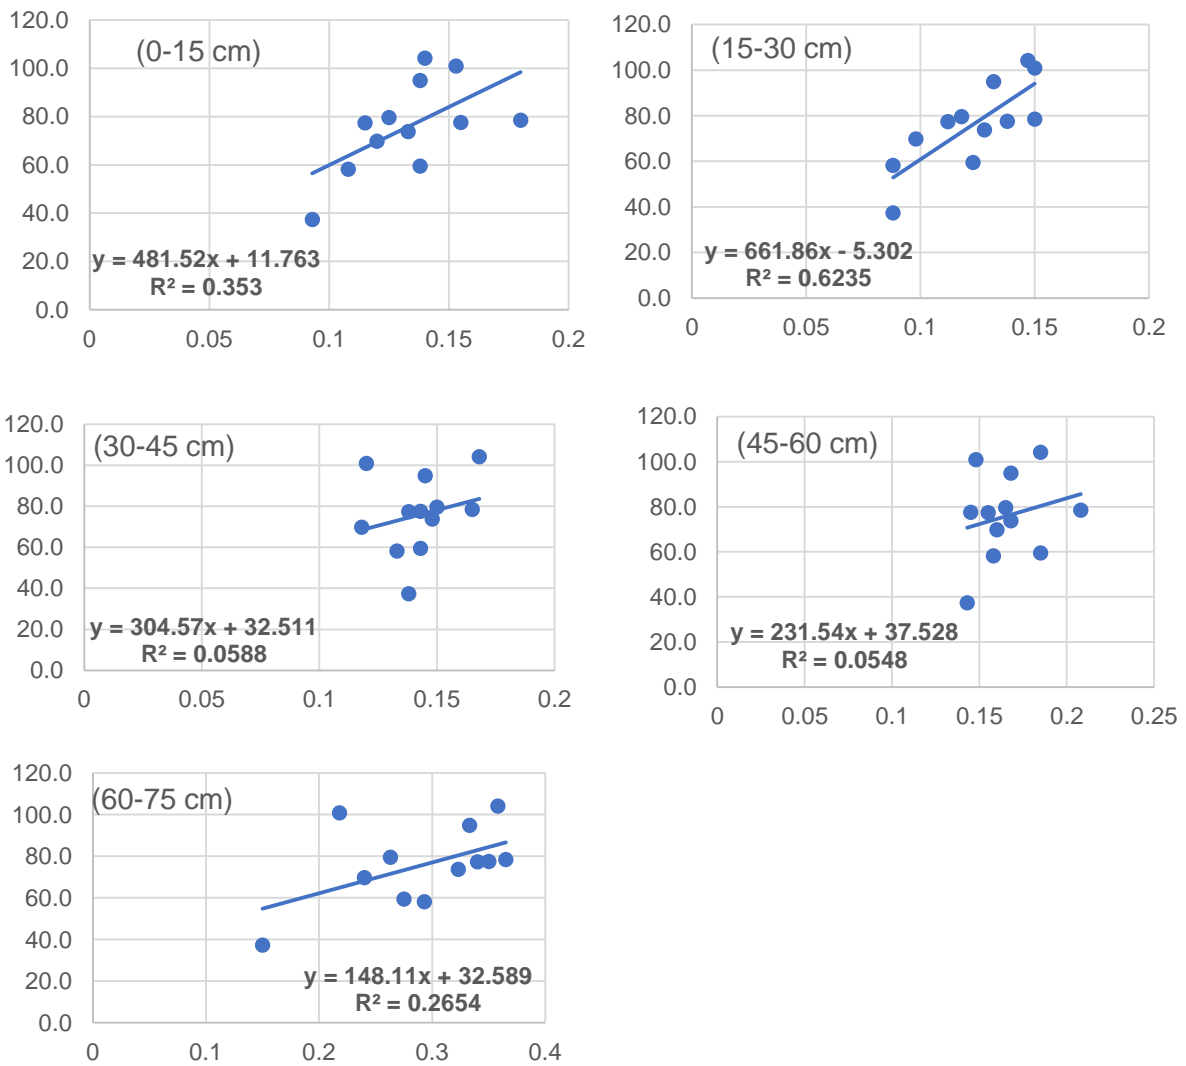 120.0
100.0
80.0
60.0
40.0
20.0
0.0
(0-15 cm)
y = 481.52x + 11.763
R² = 0.353
0 0.05 0.1 0.15 0.2
120.0
100.0
80.0
60.0
40.0
20.0
0.0
(15-30 cm)
y = 661.86x - 5.302
R² = 0.6235
0 0.05 0.1 0.15 0.2
120.0
100.0
80.0
60.0
40.0
20.0
0.0
(30-45 cm)
y = 304.57x + 32.511
R² = 0.0588
0 0.05 0.1 0.15 0.2
120.0
100.0
80.0
60.0
40.0
20.0
0.0
(45-60 cm)
y = 231.54x + 37.528
R² = 0.0548
0 0.05 0.1 0.15 0.2 0.25
120.0
100.0
80.0
60.0
40.0
20.0
0.0
(60-75 cm)
y = 148.11x + 32.589
R² = 0.2654
0 0.1 0.2 0.3 0.4